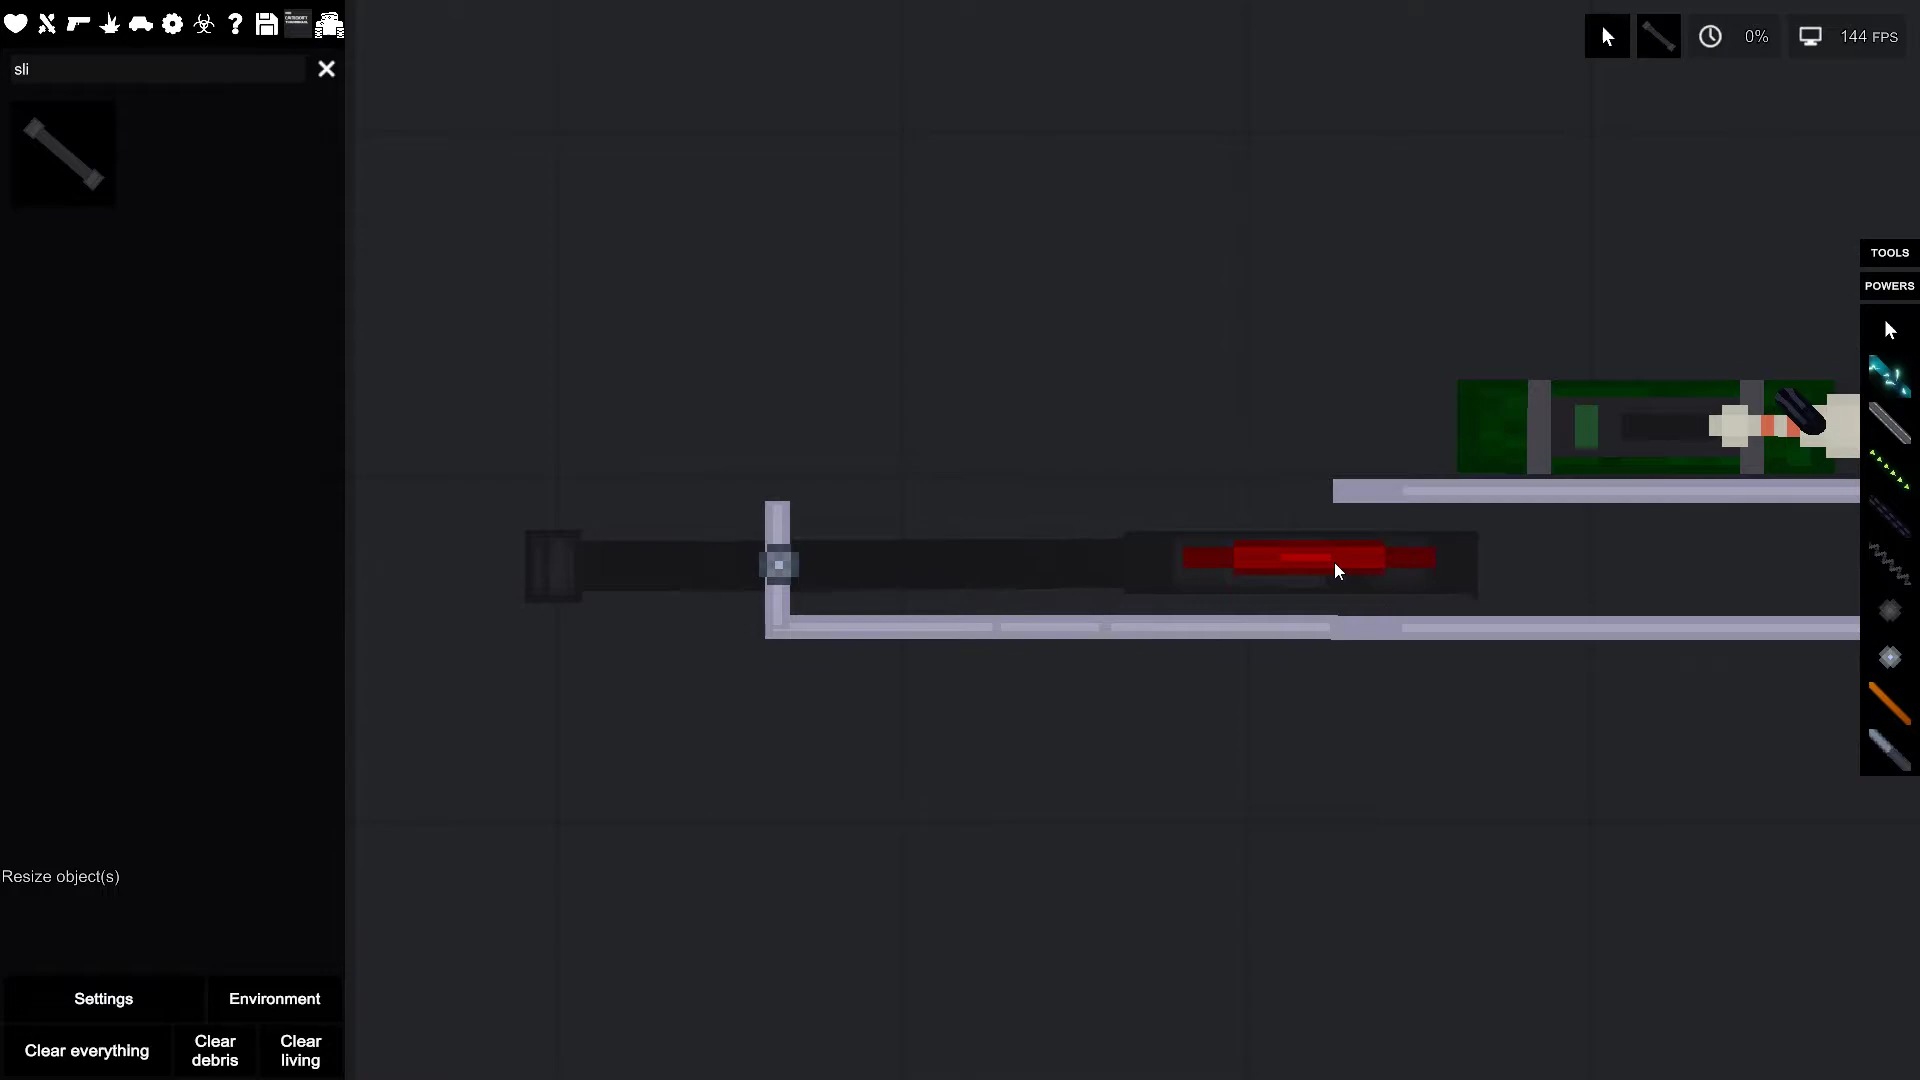 sli
0%
144 FPS
TOOLS
POWERS
Resize object(s)
Settings
Environment
Clear everything
Clear
debris
Clear
living